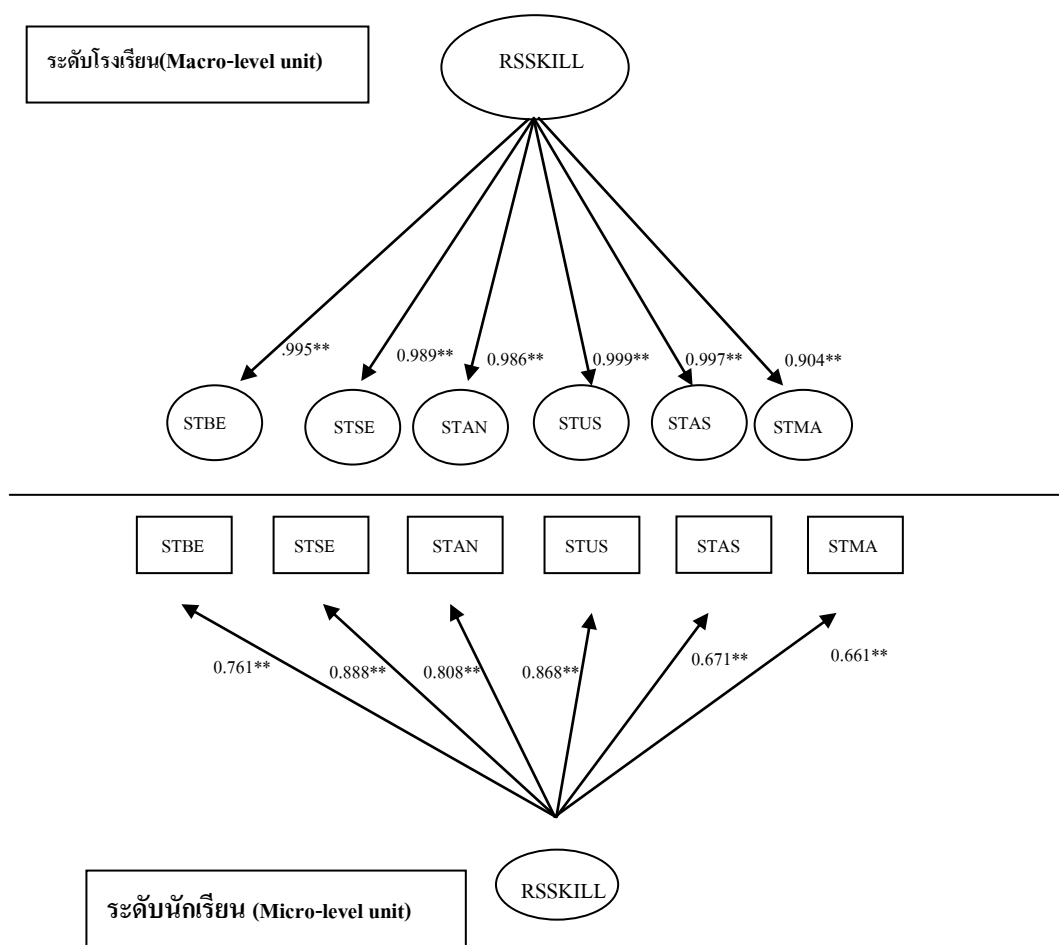 ระดับโรงเรียน(Macro-level unit)
RSSKILL
.995**
0.989**
0.986**
0.999**
0.997**
0.904**
STBE
STSE
STAN
STUS
STAS
STMA
STBE
STSE
STAN
STUS
STAS
STMA
0.761**
0.888**
0.808**
0.868**
0.671**
0.661**
RSSKILL
ระดับนักเรียน (Micro-level unit)